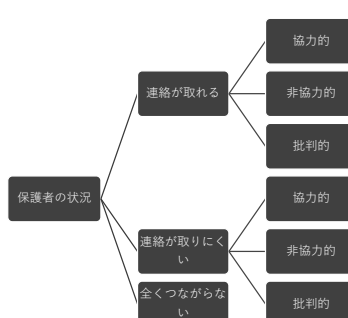 保護者の状況
連絡が取れる
協力的
非協力的
批判的
連絡が取りにく
い
協力的
非協力的
批判的
全くつながらな
い